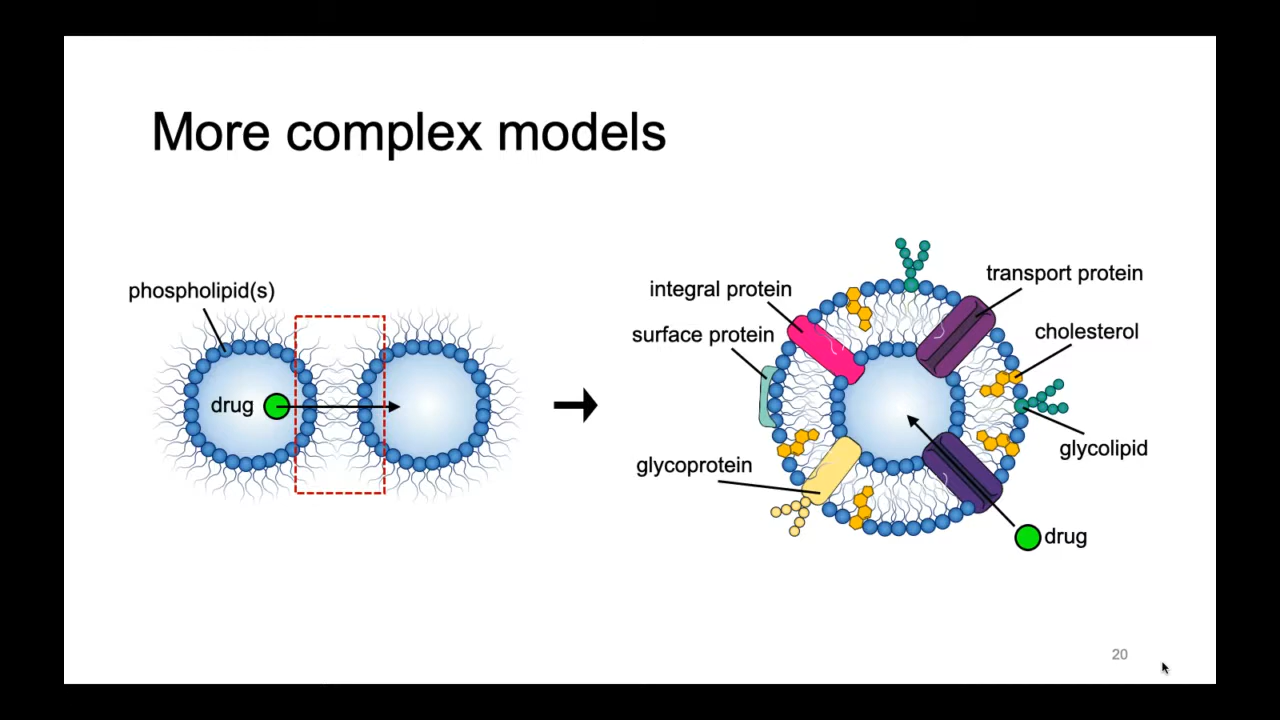 More complex models
phospholipid(s)
drug
integral protein
surface protein
glycoprotein
transport protein
cholesterol
glycolipid
drug
20